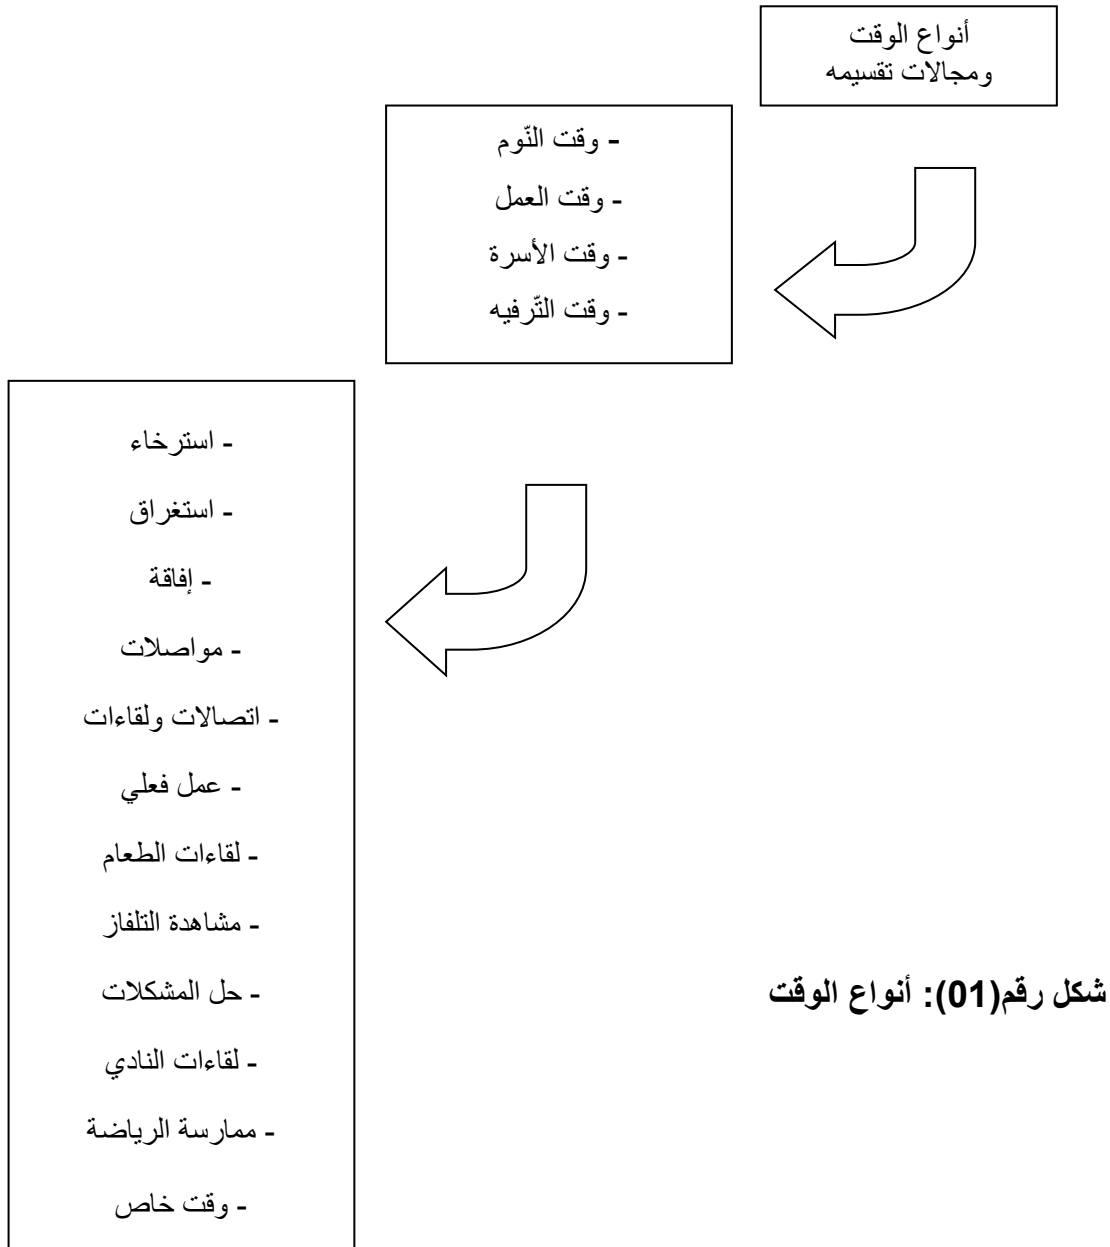 أنواع الوقت
ومجالات تقسيمه
- وقت النّوم
- وقت العمل
- وقت الأسرة
- وقت التّرفيه
- استرخاء
- استغراق
- إفاقة
- مواصلات
- اتصالات ولقاءات
- عمل فعلي
- لقاءات الطعام
- مشاهدة التلفاز
- حل المشكلات
- لقاءات النادي
- ممارسة الرياضة
- وقت خاص
شكل رقم(01): أنواع الوقت